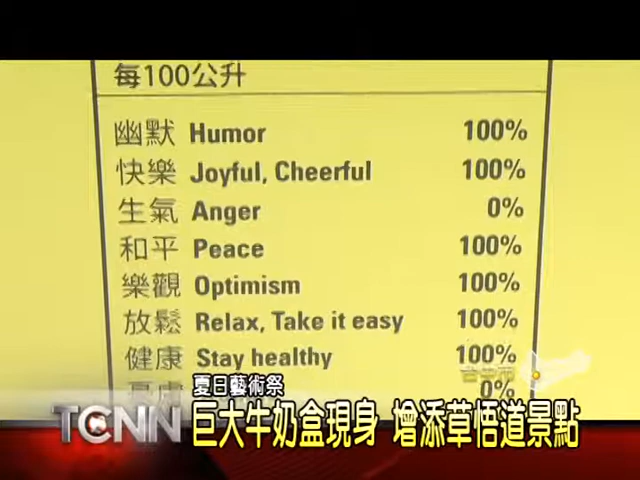 每100公升
幽默 Humor 100%
快樂 Joyful, Cheerful 100%
生氣 Anger 0%
和平 Peace 100%
樂觀 Optimism 100%
放鬆 Relax, Take it easy 100%
健康 Stay healthy 100%
0%
台中市
夏日藝術祭
TCNN 巨大牛奶盒現身 增添草悟道景點